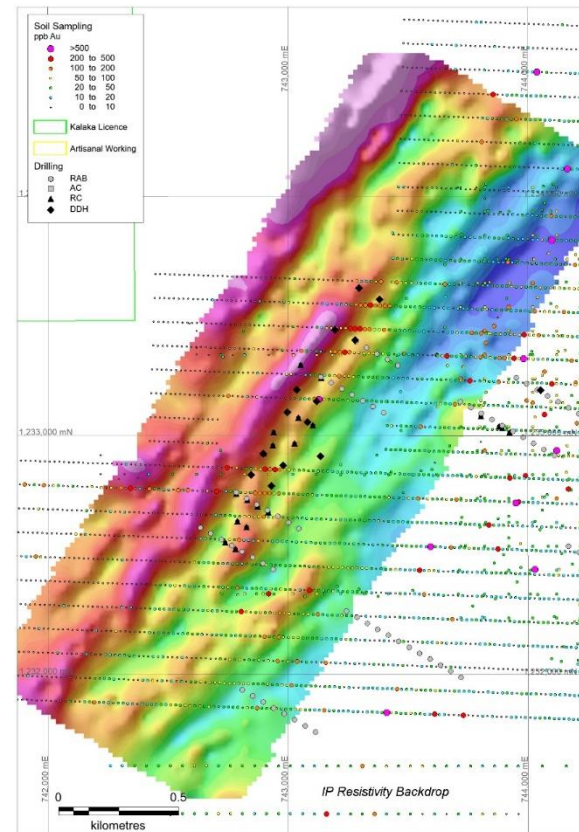 Soil Sampling
ppb Au
>500
200 to 500
100 to 200
50 to 100
20 to 50
10 to 20
0 to 10
Kalaka Licence
Artisanal Working
Drilling
RAB
AC
RC
DDH
743,000 mE
744,000 mE
1,233,000 mN
1,232,000 mN
742,000 mE
743,000 mE
744,000 mE
0
0.5
kilometres
IP Resistivity Backdrop